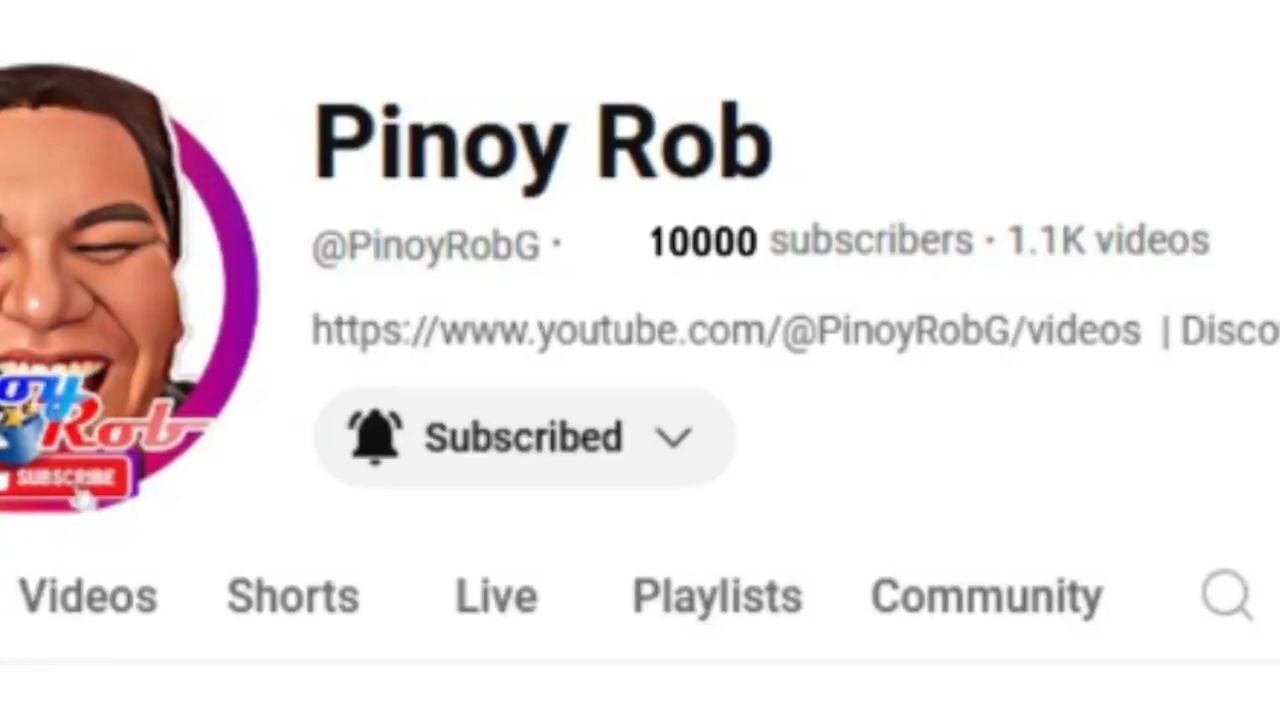 Pinoy Rob
@PinoyRobG · 10000 subscribers · 1.1K videos
https://www.youtube.com/@PinoyRobG/videos | Disco
Subscribed
oy
Rob
SUBSCRIBE
Videos Shorts Live Playlists Community